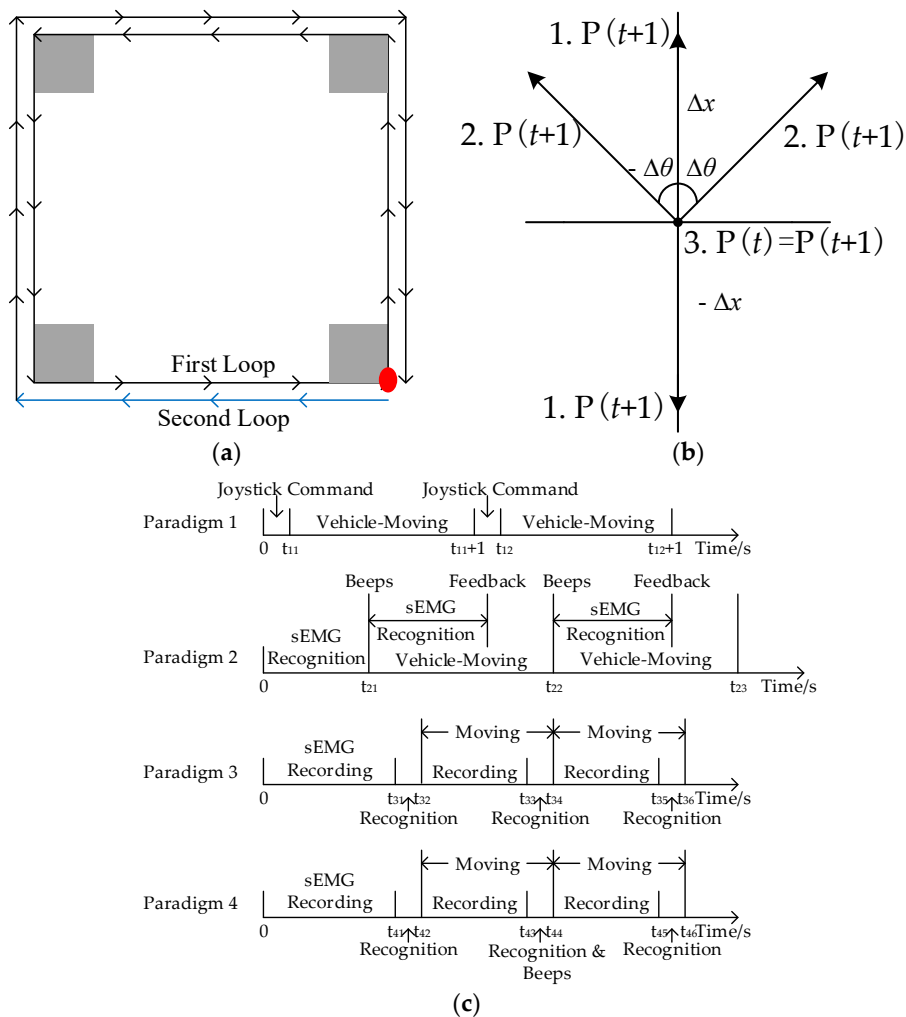 First Loop
Second Loop
(a)
1. P(t+1)
Δx
2. P(t+1)
2. P(t+1)
- Δθ
Δθ
3. P(t)=P(t+1)
- Δx
1. P(t+1)
(b)
Joystick Command
Joystick Command
Paradigm 1
Vehicle-Moving
Vehicle-Moving
0
t11
t11+1
t12
t12+1
Time/s
Beeps
Feedback
Beeps
Feedback
sEMG
Recognition
sEMG
Recognition
sEMG
Recognition
Paradigm 2
Vehicle-Moving
Vehicle-Moving
0
t21
t22
t23
Time/s
Moving
Moving
sEMG
Recording
Recording
Recording
Paradigm 3
0
t31
t32
t33
t34
t35
t36
Time/s
Recognition
Recognition
Recognition
Moving
Moving
sEMG
Recording
Recording
Recording
Paradigm 4
0
t41
t42
t43
t44
t45
t46
Time/s
Recognition
Recognition &
Beeps
Recognition
(c)